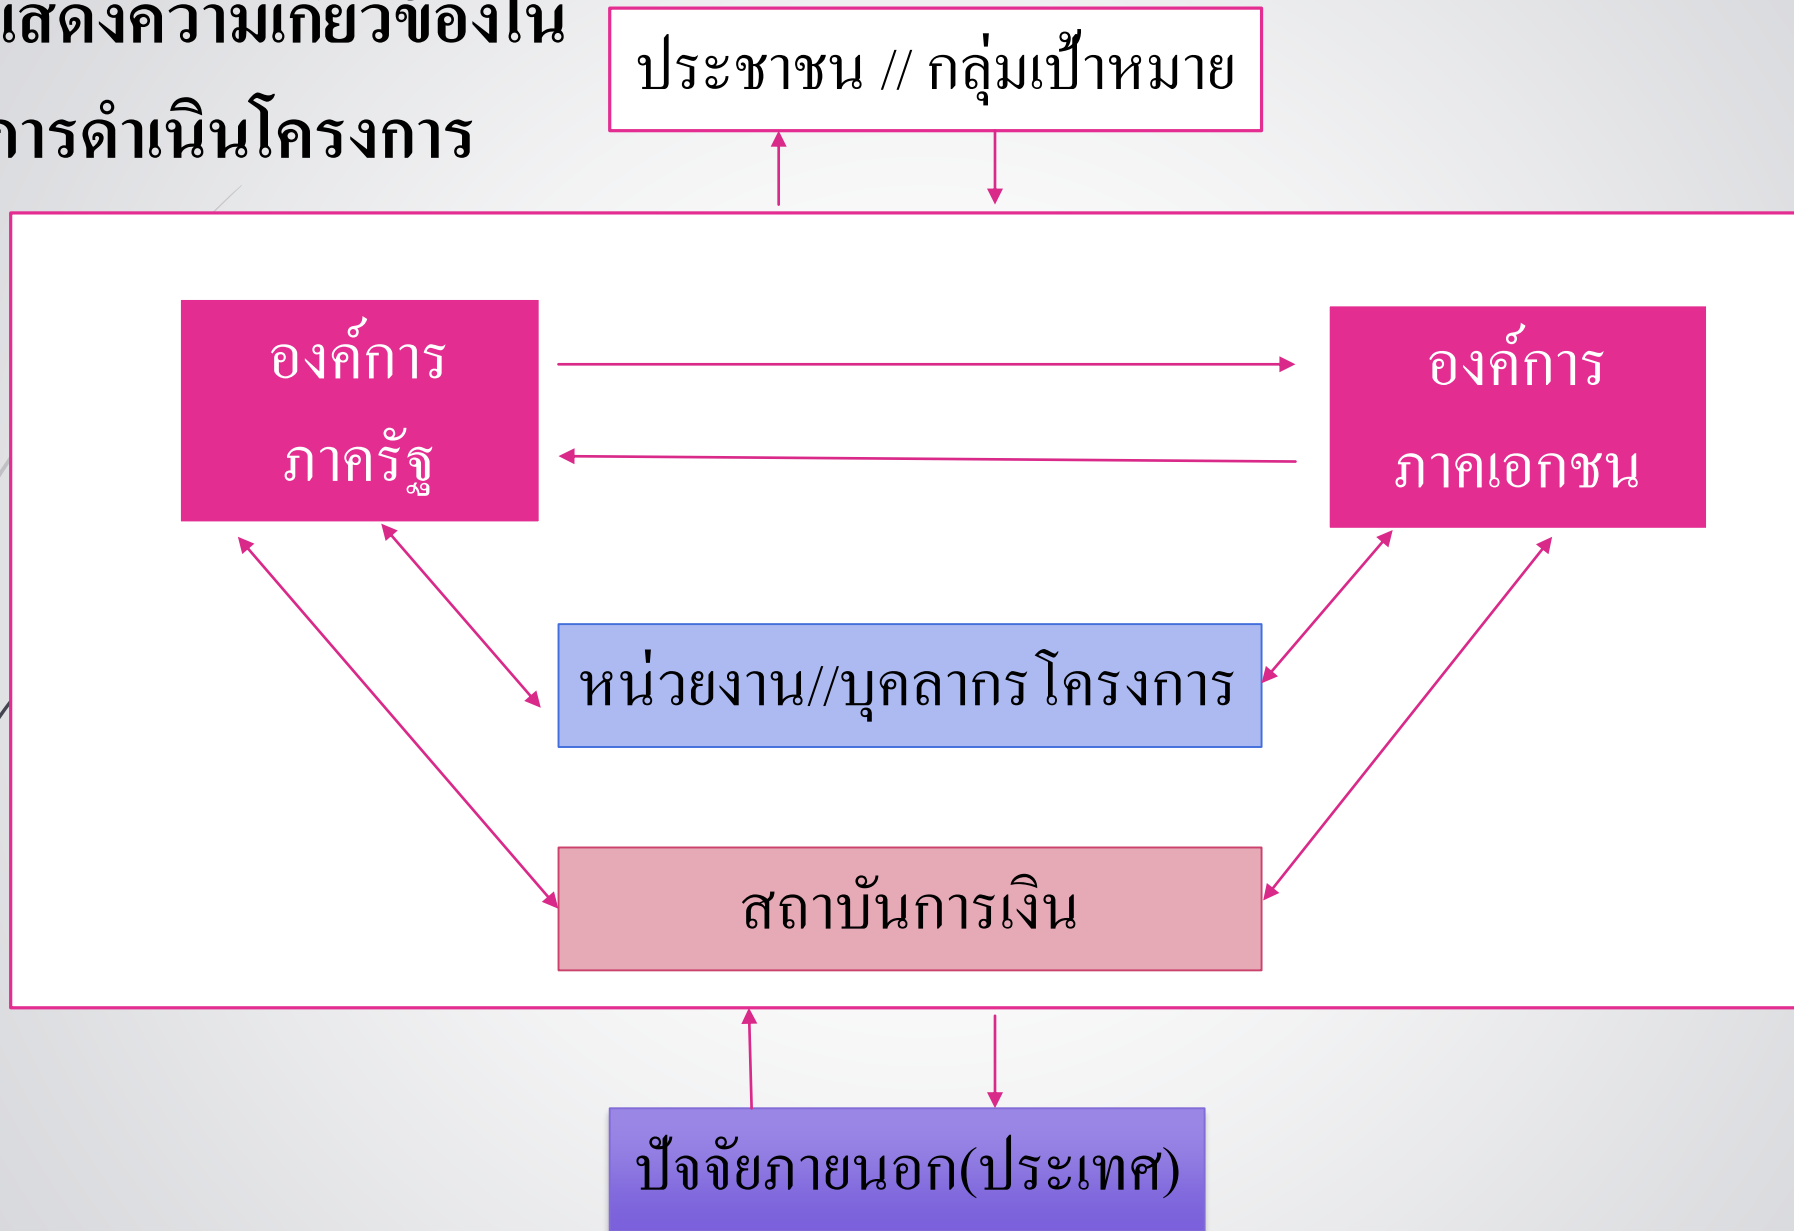 แสดงความเกี่ยวข้องใน
การดำเนินโครงการ
ประชาชน // กลุ่มเป้าหมาย
องค์การ
ภาครัฐ
องค์การ
ภาคเอกชน
หน่วยงาน//บุคลากรโครงการ
สถาบันการเงิน
ปัจจัยภายนอก(ประเทศ)